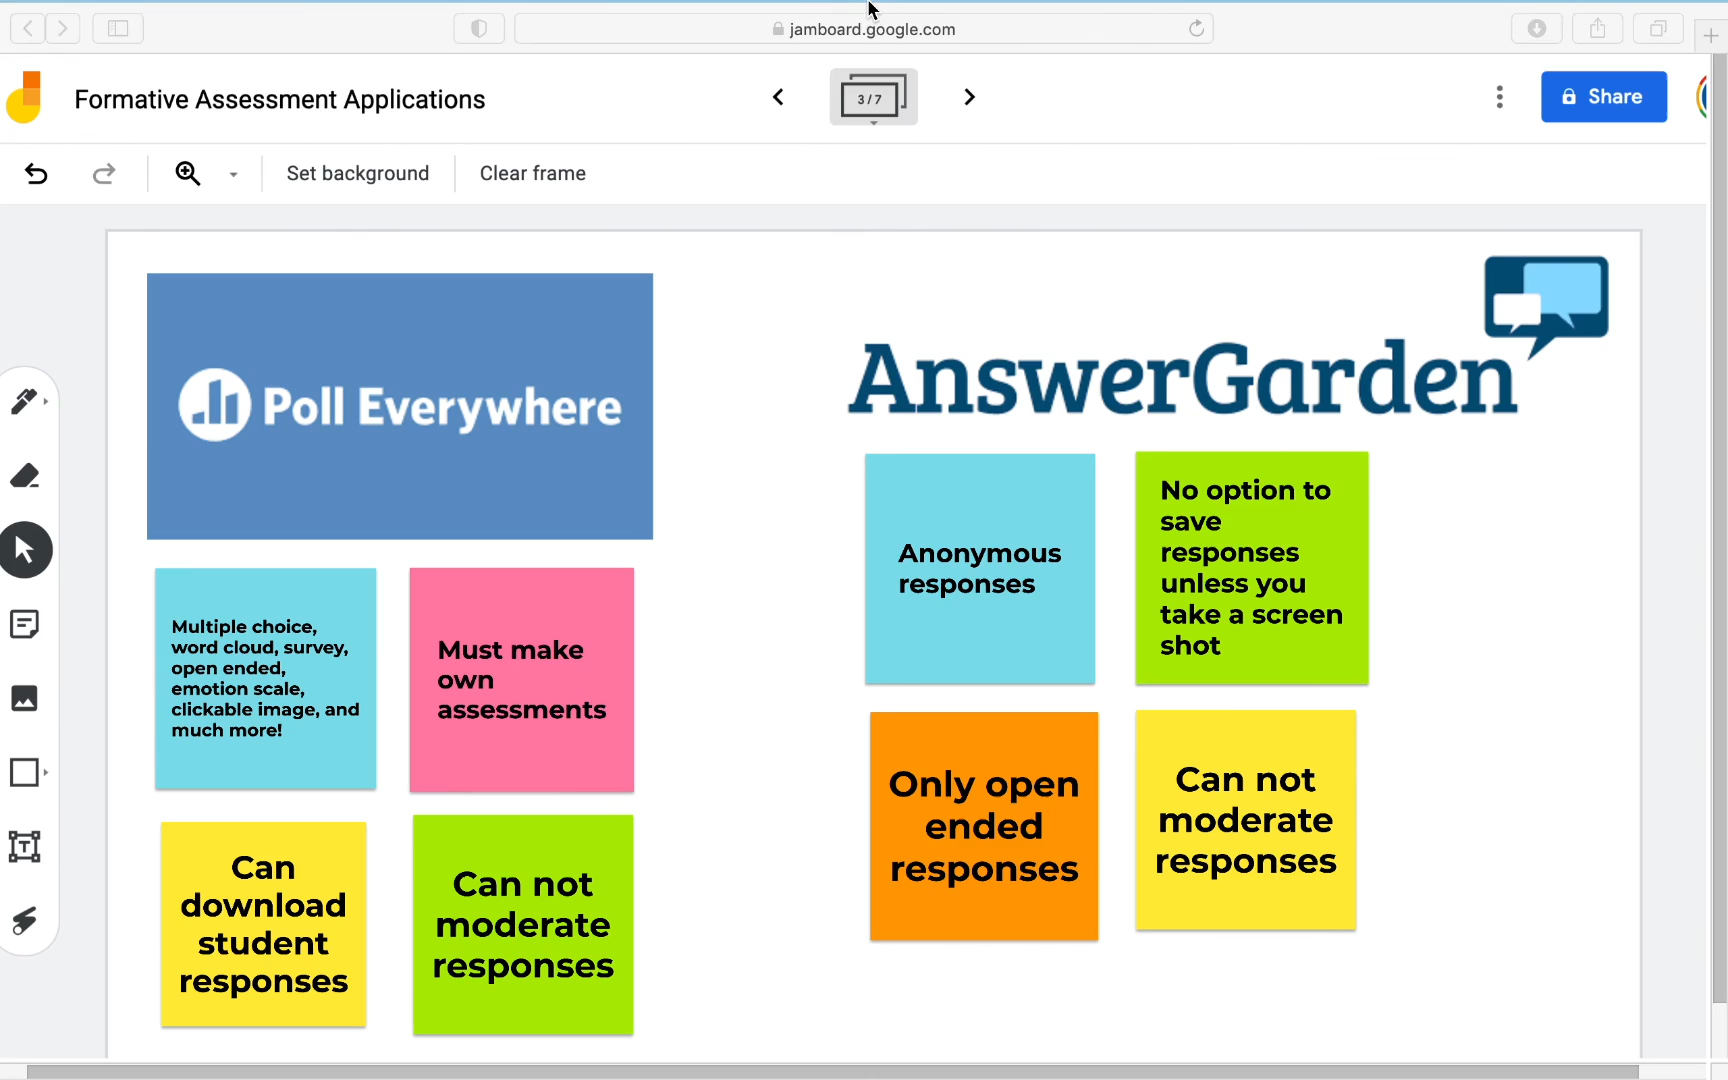 jamboard.google.com
Formative Assessment Applications
3/7
Share
Set background
Clear frame
Poll Everywhere
Multiple choice,
word cloud, survey,
open ended,
emotion scale,
clickable image, and
much more!
Must make
own
assessments
Can
download
student
responses
Can not
moderate
responses
AnswerGarden
Anonymous
responses
No option to
save
responses
unless you
take a screen
shot
Only open
ended
responses
Can not
moderate
responses